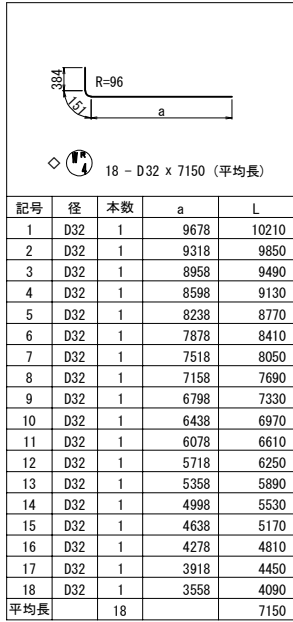 384
R=96
151
a
◇ WR 4 18 - D32 x 7150 (平均長)
記号 径 本数 a L
1 D32 1 9678 10210
2 D32 1 9318 9850
3 D32 1 8958 9490
4 D32 1 8598 9130
5 D32 1 8238 8770
6 D32 1 7878 8410
7 D32 1 7518 8050
8 D32 1 7158 7690
9 D32 1 6798 7330
10 D32 1 6438 6970
11 D32 1 6078 6610
12 D32 1 5718 6250
13 D32 1 5358 5890
14 D32 1 4998 5530
15 D32 1 4638 5170
16 D32 1 4278 4810
17 D32 1 3918 4450
18 D32 1 3558 4090
平均長 18 7150